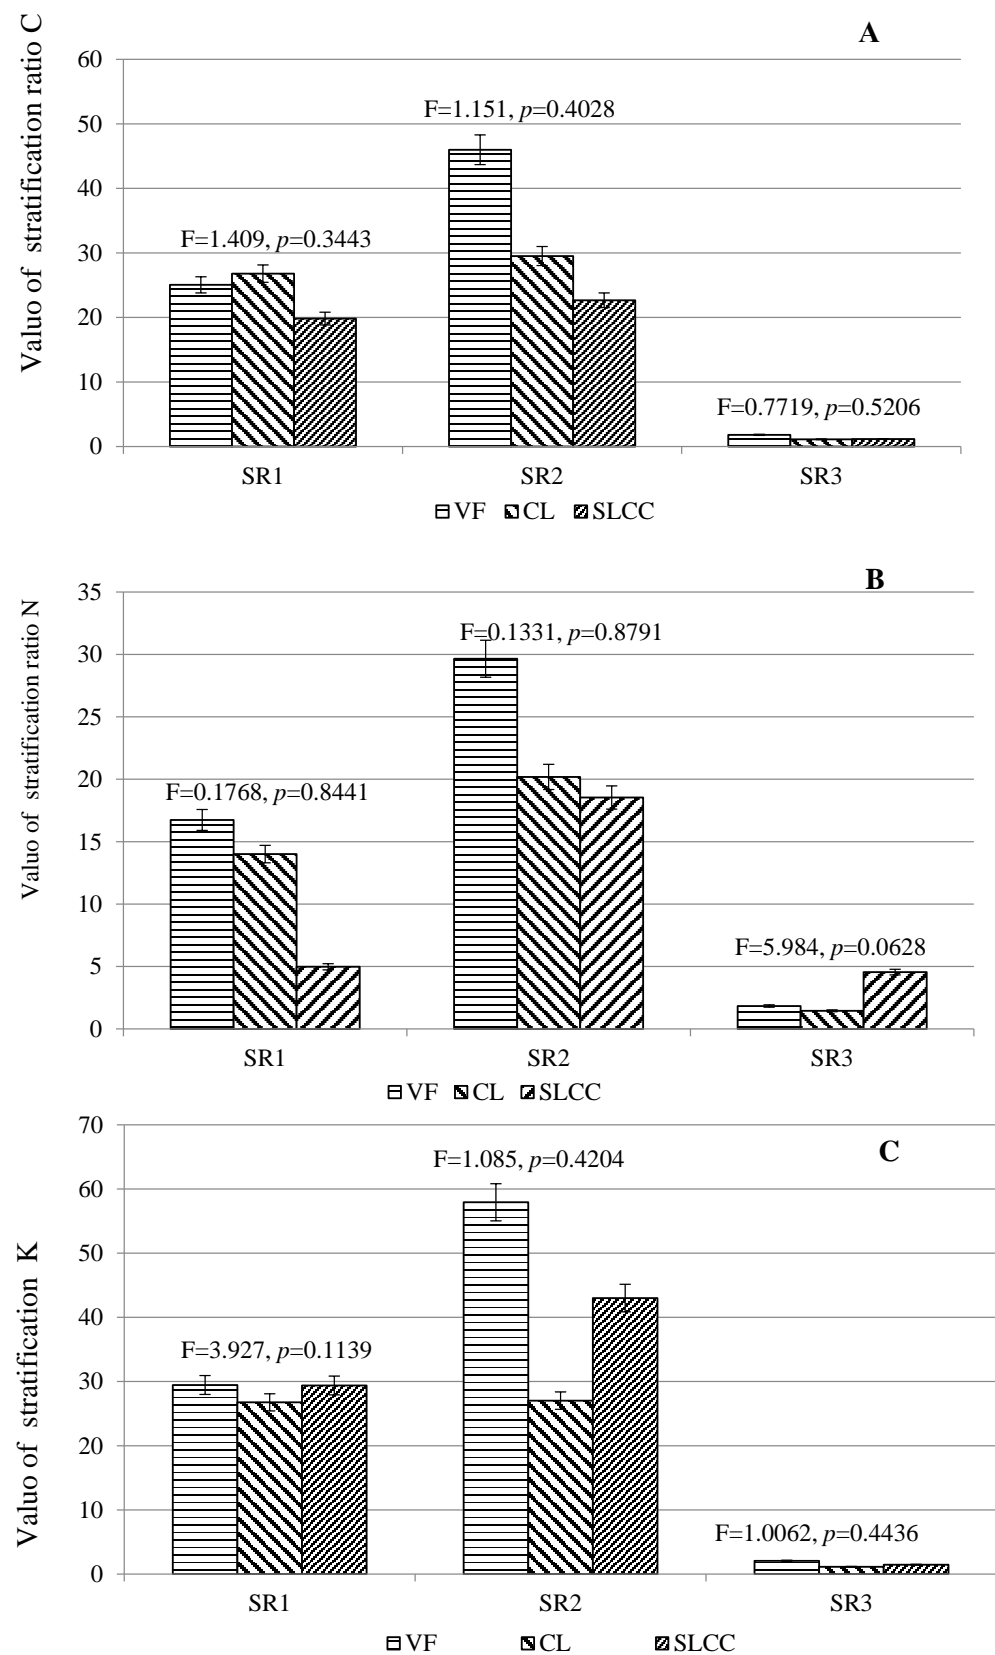 A
Valuo of stratification ratio C
60
50
40
30
20
10
0
F=1.409, p=0.3443
F=1.151, p=0.4028
F=0.7719, p=0.5206
SR1 SR2 SR3
VF CL SLCC
B
Valuo of stratification ratio N
35
30
25
20
15
10
5
0
F=0.1768, p=0.8441
F=0.1331, p=0.8791
F=5.984, p=0.0628
SR1 SR2 SR3
VF CL SLCC
C
Valuo of stratification K
70
60
50
40
30
20
10
0
F=3.927, p=0.1139
F=1.085, p=0.4204
F=1.0062, p=0.4436
SR1 SR2 SR3
VF CL SLCC